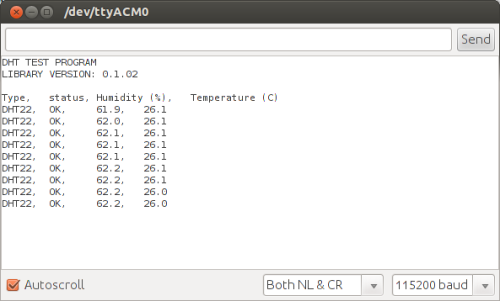 /dev/ttyACM0
Send
DHT TEST PROGRAM
LIBRARY VERSION: 0.1.02
Type,   status, Humidity (%),   Temperature (C)
DHT22,  OK,     61.9,   26.1
DHT22,  OK,     62.0,   26.1
DHT22,  OK,     62.1,   26.1
DHT22,  OK,     62.1,   26.1
DHT22,  OK,     62.1,   26.1
DHT22,  OK,     62.2,   26.1
DHT22,  OK,     62.2,   26.1
DHT22,  OK,     62.2,   26.0
DHT22,  OK,     62.2,   26.0
Autoscroll
Both NL & CR
115200 baud